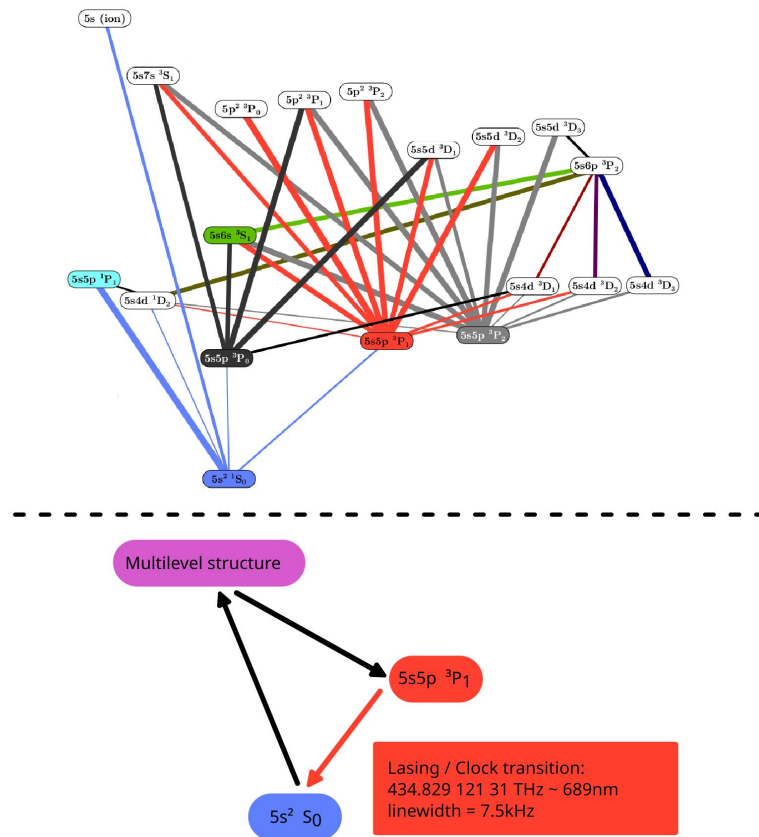 5s (ion)
5s7s ³S₁
5p² ³P₀
5p² ³P₁
5p² ³P₂
5s5d ³D₁
5s5d ³D₂
5s5d ³D₃
5s6p ³P₂
5s6s ³S₁
5s5p ¹P₁
5s4d ¹D₂
5s4d ³D₁
5s4d ³D₂
5s4d ³D₃
5s5p ³P₀
5s5p ³P₁
5s5p ³P₂
5s² ¹S₀
Multilevel structure
5s5p ³P₁
5s² S₀
Lasing / Clock transition:
434.829 121 31 THz ~ 689nm
linewidth = 7.5kHz